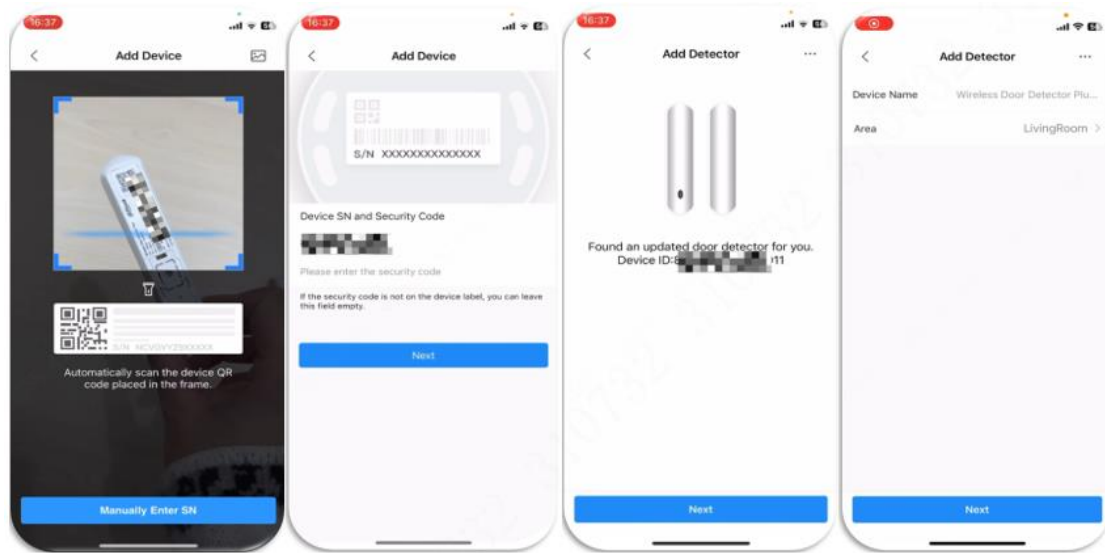 16:37
Add Device
S/N NCVGVYZ9XXXXX
Automatically scan the device QR
code placed in the frame.
Manually Enter SN
16:37
Add Device
S/N XXXXXXXXXXXXXX
Device SN and Security Code
Please enter the security code
If the security code is not on the device label, you can leave
this field empty.
Next
16:37
Add Detector
Found an updated door detector for you.
Device ID:
11
Next
Add Detector
Device Name Wireless Door Detector Plu...
Area LivingRoom
Next